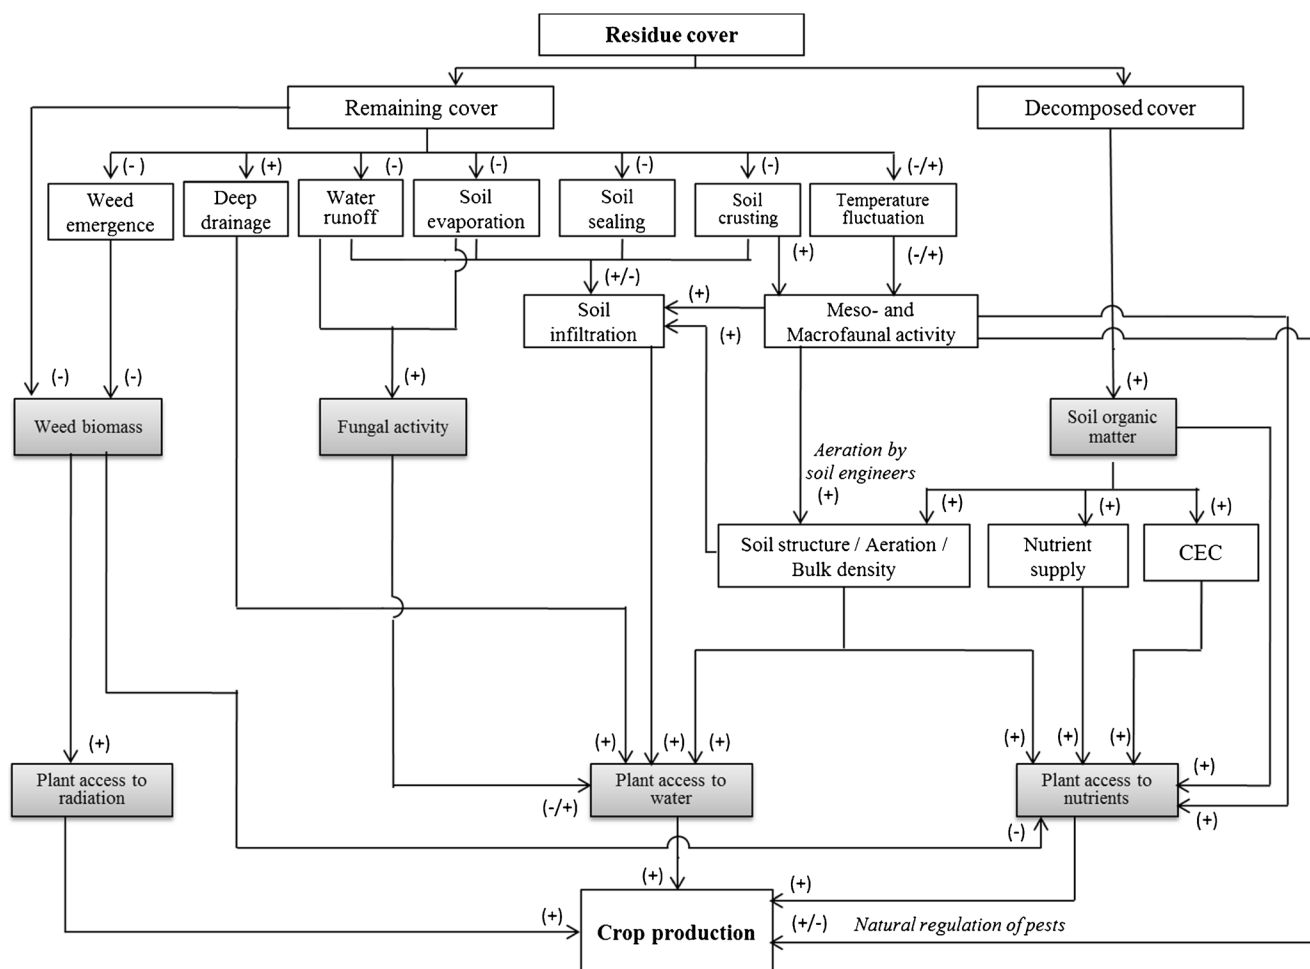 Residue cover
Remaining cover
Decomposed cover
(-)
(+)
(-)
(-)
(-)
(-)
(-/+)
Weed
emergence
Deep
drainage
Water
runoff
Soil
evaporation
Soil
sealing
Soil
crusting
Temperature
fluctuation
(+)
(-/+)
(+/-)
Soil
infiltration
(+)
(+)
Meso- and
Macrofaunal activity
(-)
(-)
(+)
(+)
Weed biomass
Fungal activity
Soil organic
matter
Aeration by
soil engineers
(+)
(+)
(+)
(+)
Soil structure / Aeration /
Bulk density
Nutrient
supply
CEC
(+)
(+)
(+)
(+)
(+)
(+)
(+)
(+)
(+)
Plant access to
radiation
(-/+)
Plant access to
water
Plant access to
nutrients
(-)
(+)
(+)
(+)
(+)
(+/-)
Natural regulation of pests
Crop production